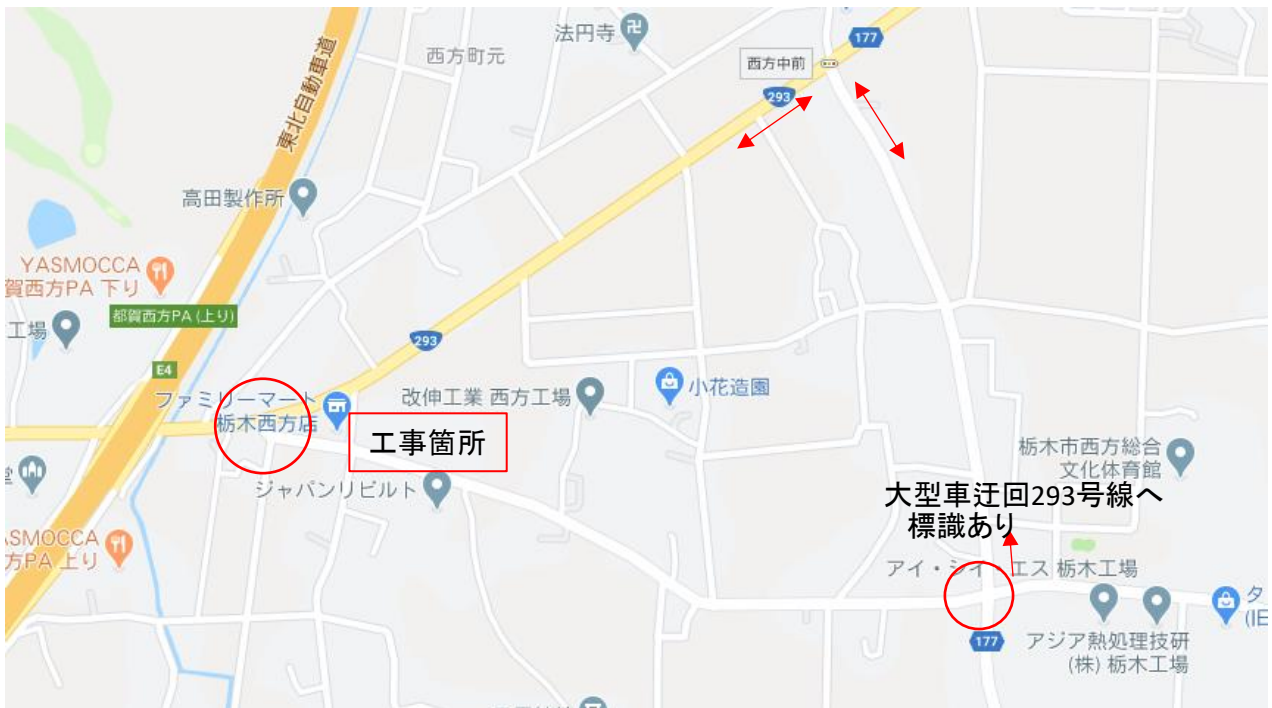 法円寺
西方町元
177
西方中前
293
東北自動車道
高田製作所
YASMOCCA
賀西方PA 下り
都賀西方PA (上り)
工場
293
E4
ファミリーマート
栃木西方店
改伸工業 西方工場
小花造園
工事箇所
栃木市西方総合
文化体育館
ジャパンリビルト
大型車迂回293号線へ
標識あり
SMOCCA
方PA 上り
アイ・シイ・エス 栃木工場
タ
(IE
177
アジア熱処理技研
(株) 栃木工場